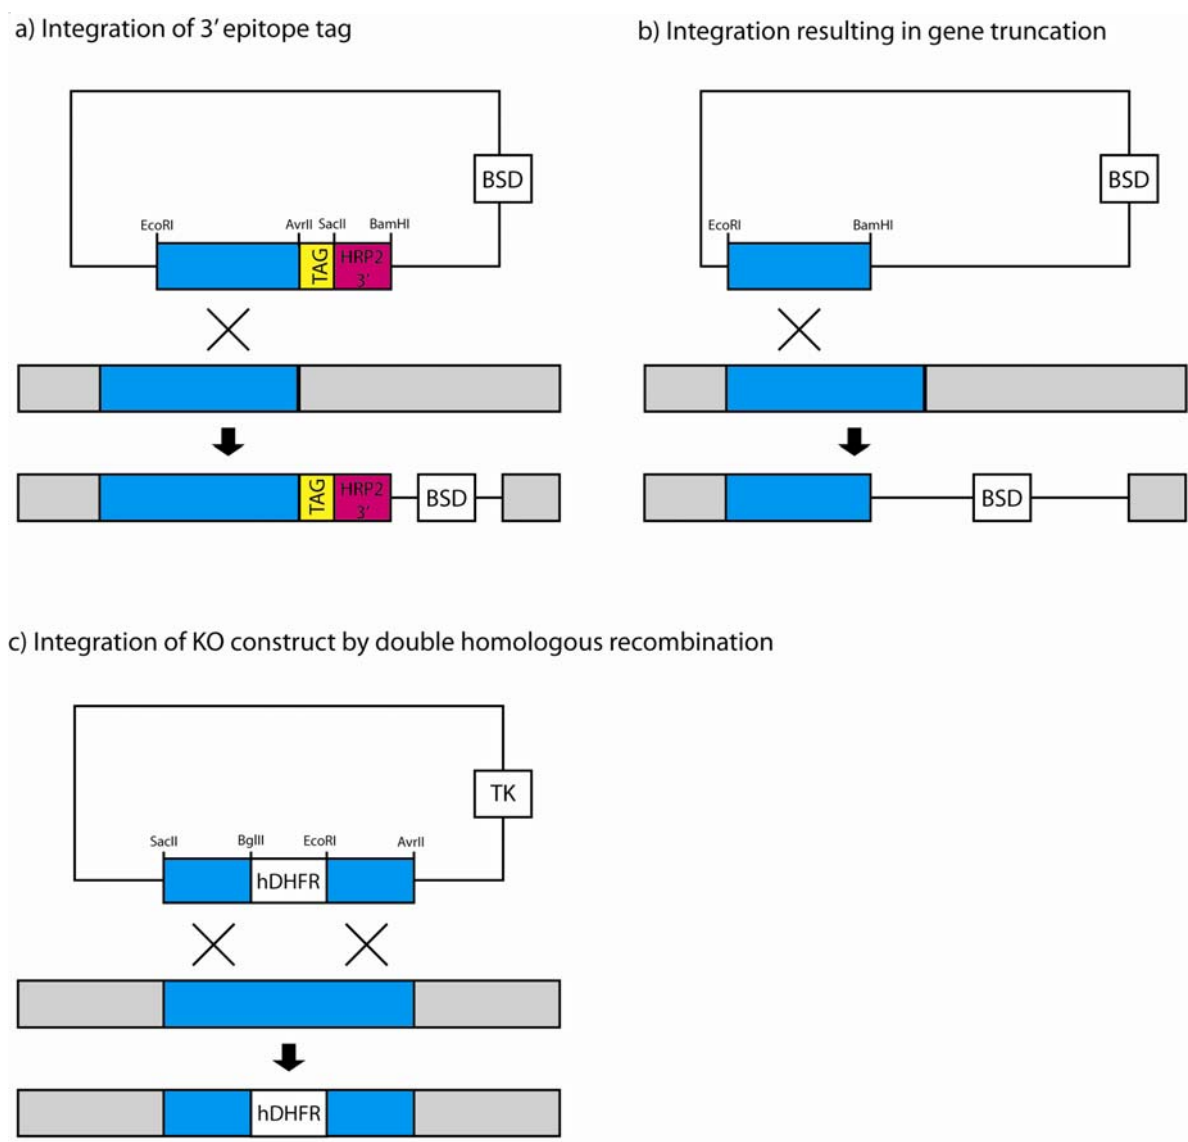 a) Integration of 3' epitope tag
b) Integration resulting in gene truncation
BSD
EcoRI
AvrII
SacII
BamHI
TAG
HRP2
3'
BSD
EcoRI
BamHI
TAG
HRP2
3'
BSD
BSD
c) Integration of KO construct by double homologous recombination
TK
SacII
BglII
EcoRI
AvrII
hDHFR
hDHFR